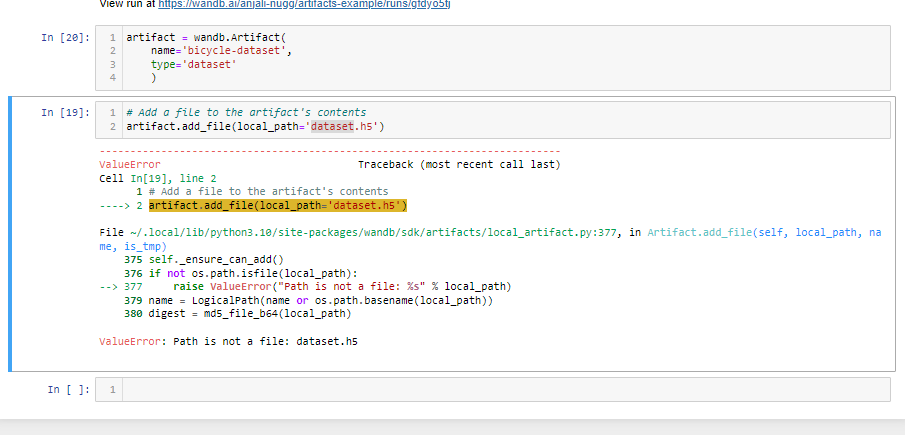 View run at https://wandb.ai/anjali-nugg/artifacts-example/runs/gfdyo5tj
In [20]:
1 artifact = wandb.Artifact(
2     name='bicycle-dataset',
3     type='dataset'
4     )
In [19]:
1 # Add a file to the artifact's contents
2 artifact.add_file(local_path='dataset.h5')
---------------------------------------------------------------------------
ValueError                                Traceback (most recent call last)
Cell In[19], line 2
      1 # Add a file to the artifact's contents
----> 2 artifact.add_file(local_path='dataset.h5')
File ~/.local/lib/python3.10/site-packages/wandb/sdk/artifacts/local_artifact.py:377, in Artifact.add_file(self, local_path, na
me, is_tmp)
    375 self._ensure_can_add()
    376 if not os.path.isfile(local_path):
--> 377     raise ValueError("Path is not a file: %s" % local_path)
    379 name = LogicalPath(name or os.path.basename(local_path))
    380 digest = md5_file_b64(local_path)
ValueError: Path is not a file: dataset.h5
In [ ]:
1